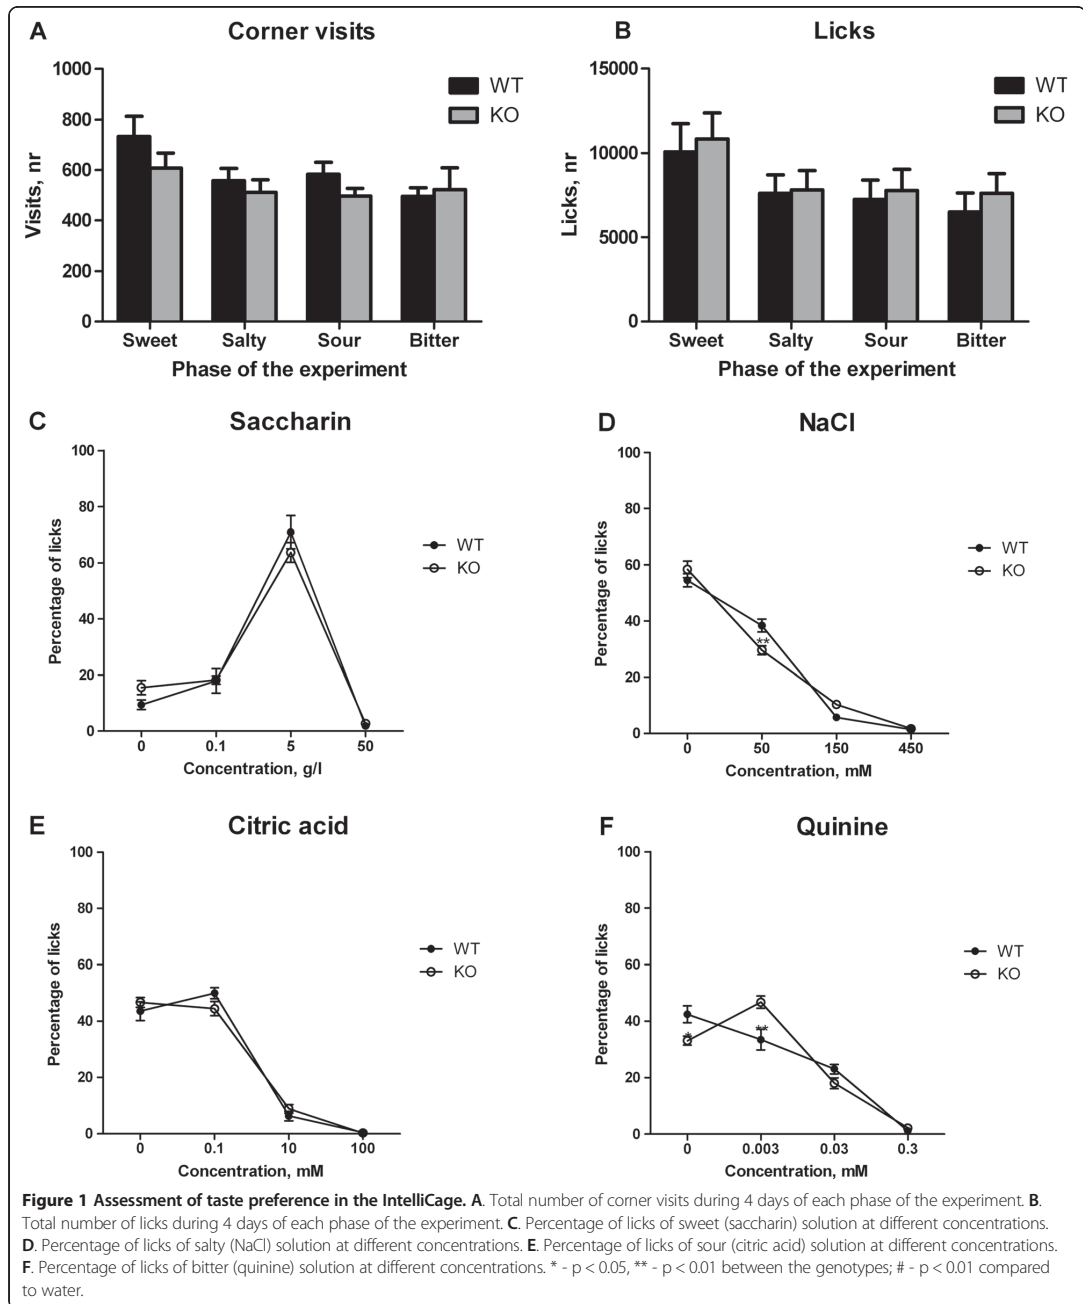 A
Corner visits
1000
800
600
400
200
0
Visits, nr
WT
KO
Sweet Salty Sour Bitter
Phase of the experiment
B
Licks
15000
10000
5000
0
Licks, nr
WT
KO
Sweet Salty Sour Bitter
Phase of the experiment
C
Saccharin
100
80
60
40
20
0
Percentage of licks
WT
KO
0 0.1 5 50
Concentration, g/l
D
NaCl
100
80
60
40
20
0
Percentage of licks
**
WT
KO
0 50 150 450
Concentration, mM
E
Citric acid
100
80
60
40
20
0
Percentage of licks
WT
KO
0 0.1 10 100
Concentration, mM
F
Quinine
100
80
60
40
20
0
Percentage of licks
* **
WT
KO
0 0.003 0.03 0.3
Concentration, mM
Figure 1 Assessment of taste preference in the IntelliCage. A. Total number of corner visits during 4 days of each phase of the experiment. B.
Total number of licks during 4 days of each phase of the experiment. C. Percentage of licks of sweet (saccharin) solution at different concentrations.
D. Percentage of licks of salty (NaCl) solution at different concentrations. E. Percentage of licks of sour (citric acid) solution at different concentrations.
F. Percentage of licks of bitter (quinine) solution at different concentrations. * - p < 0.05, ** - p < 0.01 between the genotypes; # - p < 0.01 compared
to water.